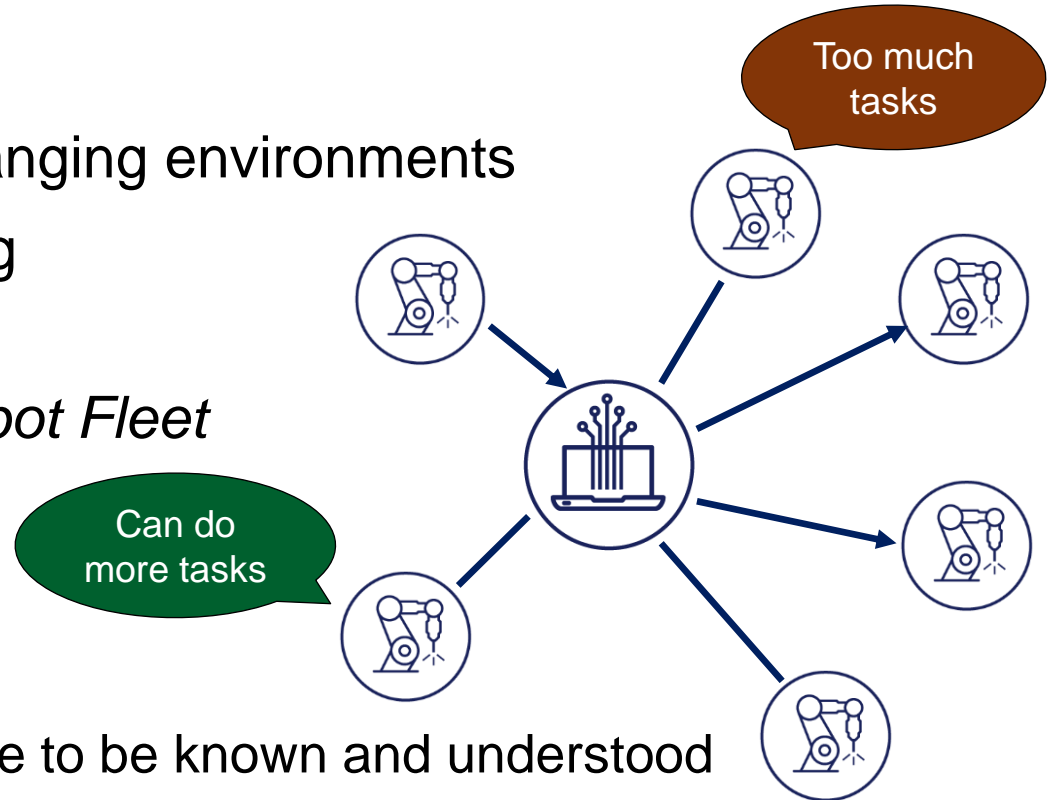 Too much
tasks
anging environments
g
oot Fleet
Can do
more tasks
e to be known and understood